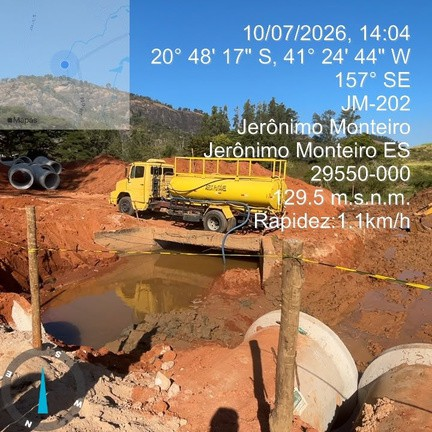 10/07/2026, 14:04
20° 48' 17" S, 41° 24' 44" W
157° SE
JM-202
Jerônimo Monteiro
Jerônimo Monteiro ES
29550-000
129.5 m.s.n.m.
Rapidez:1.1km/h
Mapas
S
E
W
N